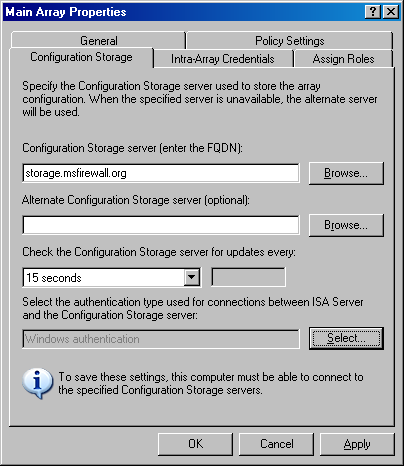 Main Array Properties
General
Policy Settings
Configuration Storage
Intra-Array Credentials
Assign Roles
Specify the Configuration Storage server used to store the array
configuration. When the specified server is unavailable, the alternate server
will be used.
Configuration Storage server (enter the FQDN):
storage.msfirewall.org
Browse...
Alternate Configuration Storage server (optional):
Browse...
Check the Configuration Storage server for updates every:
15 seconds
Select the authentication type used for connections between ISA Server
and the Configuration Storage server:
Windows authentication
Select...
To save these settings, this computer must be able to connect to
the specified Configuration Storage servers.
OK
Cancel
Apply